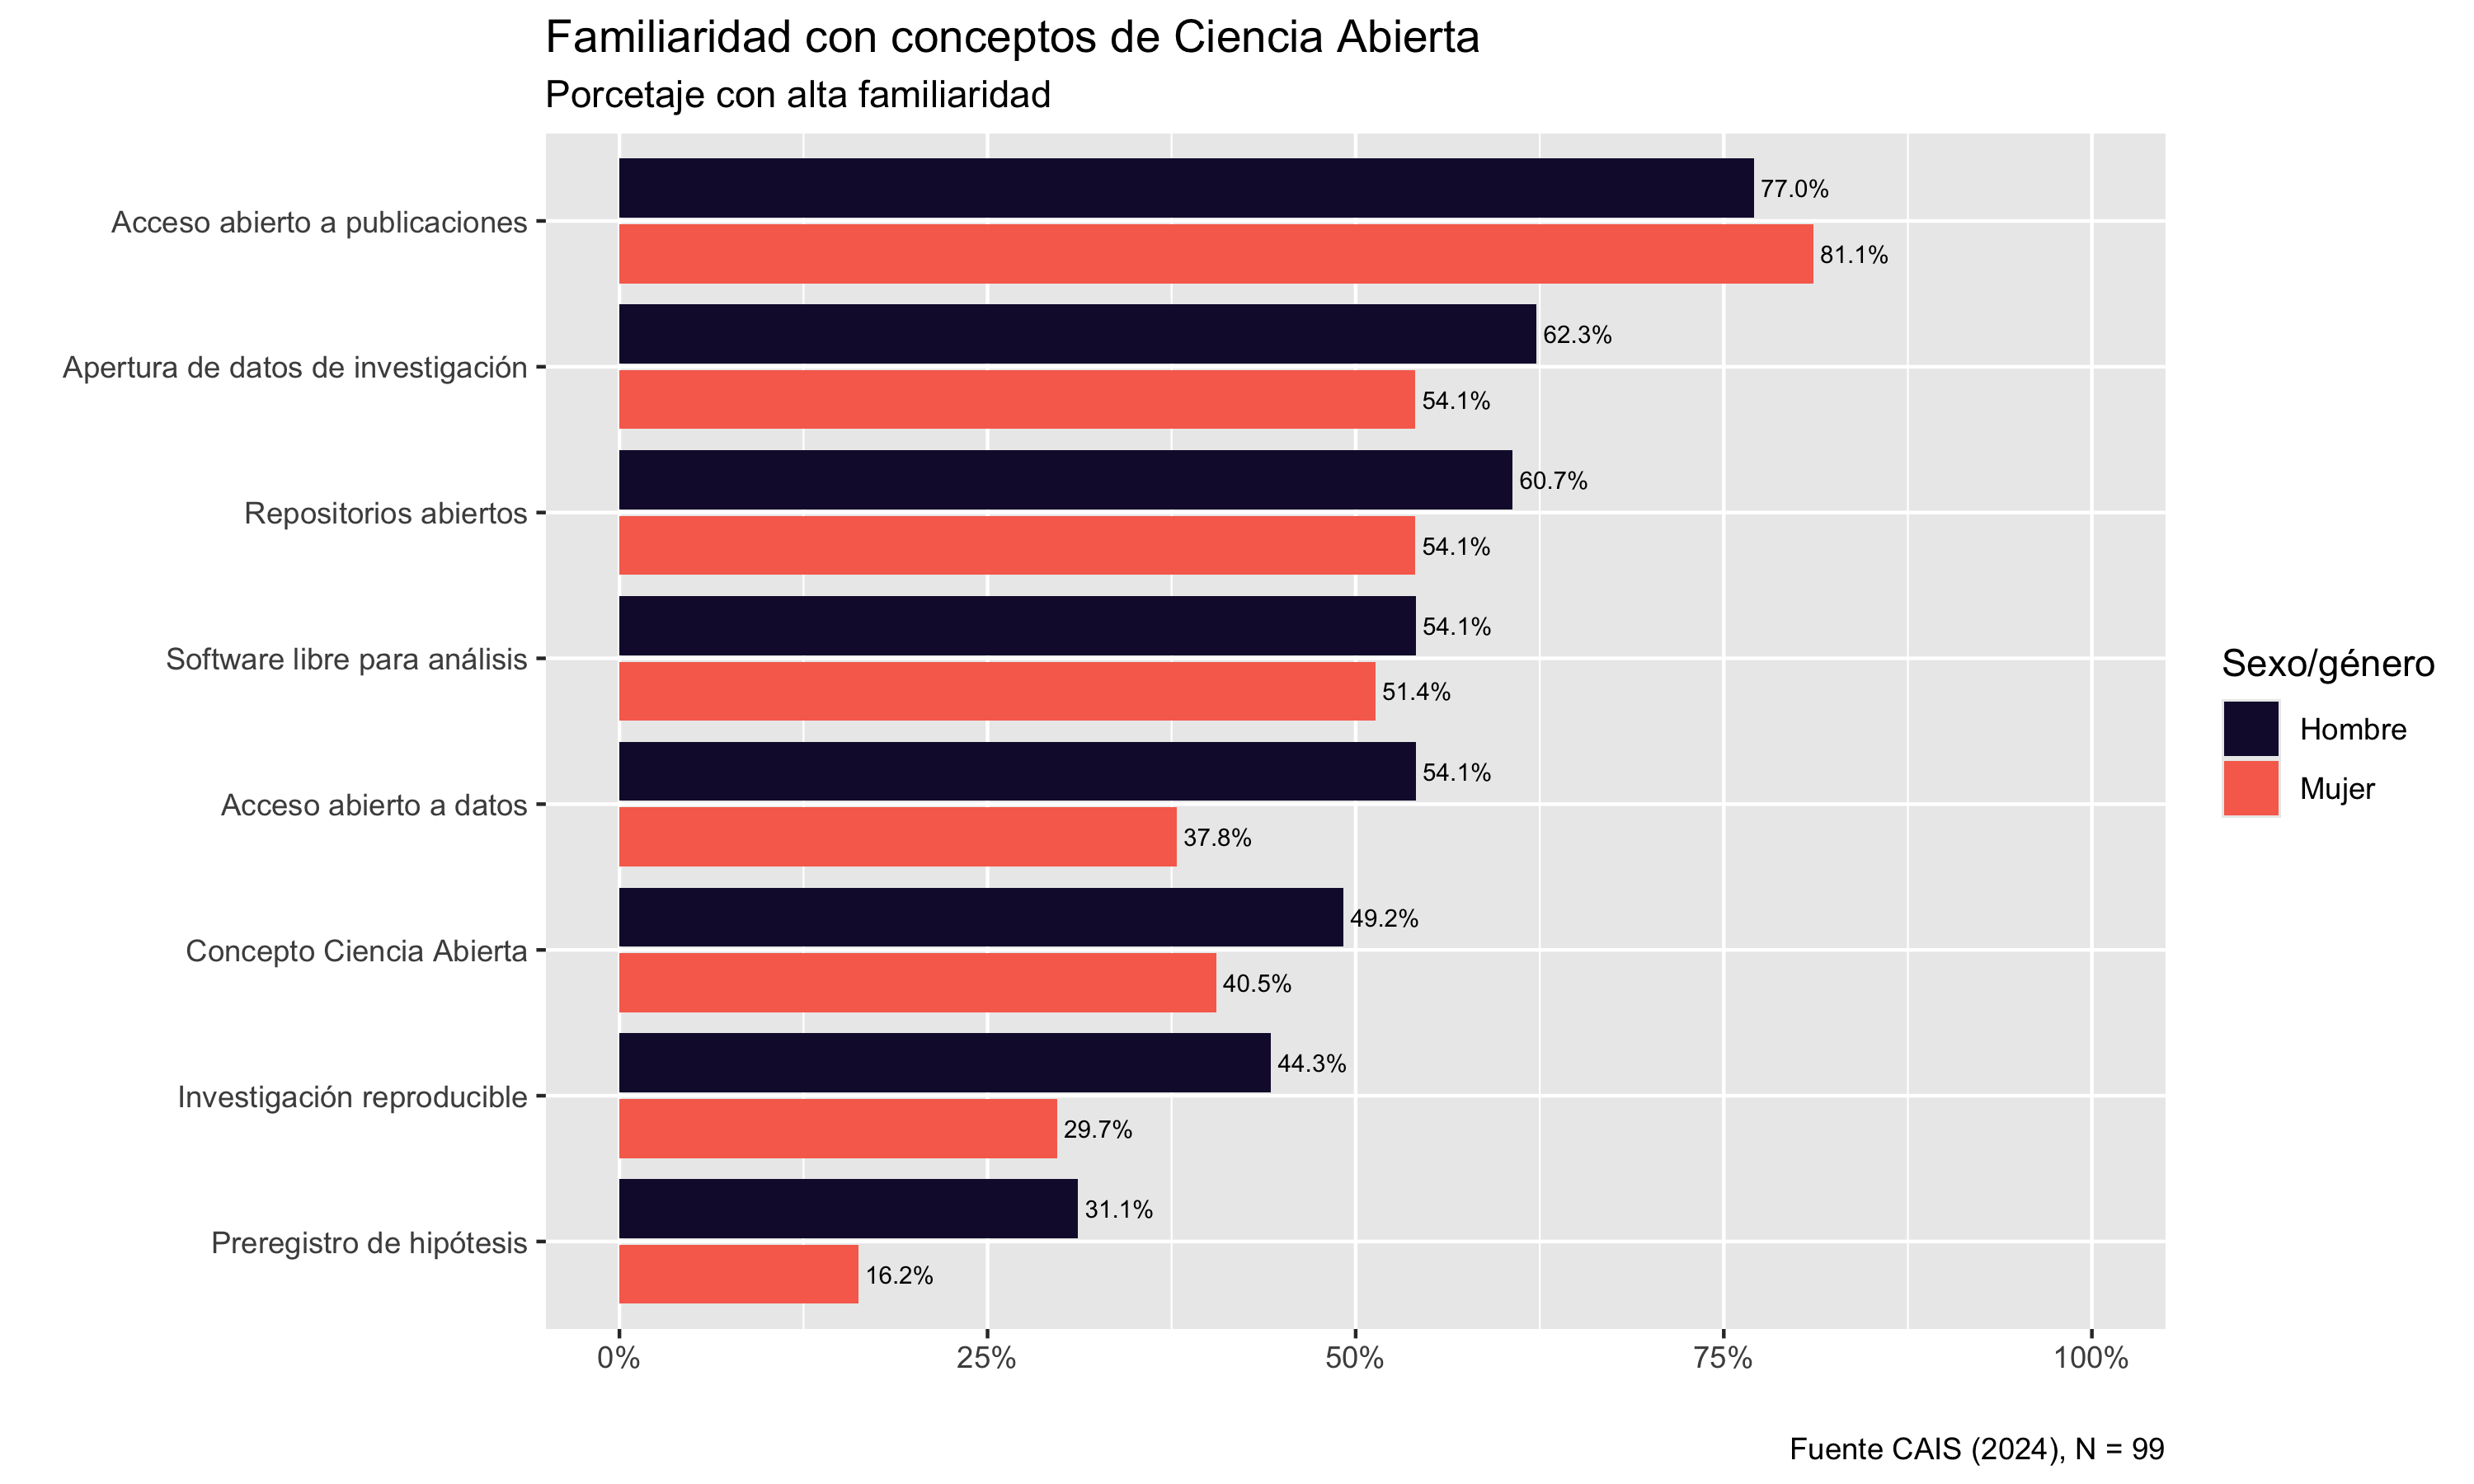 Familiaridad con conceptos de Ciencia Abierta
Porcetaje con alta familiaridad
Acceso abierto a publicaciones
77.0%
81.1%
Apertura de datos de investigación
62.3%
54.1%
Repositorios abiertos
60.7%
54.1%
Software libre para análisis
54.1%
51.4%
Acceso abierto a datos
54.1%
37.8%
Concepto Ciencia Abierta
49.2%
40.5%
Investigación reproducible
44.3%
29.7%
Preregistro de hipótesis
31.1%
16.2%
0% 25% 50% 75% 100%
Sexo/género
Hombre
Mujer
Fuente CAIS (2024), N = 99